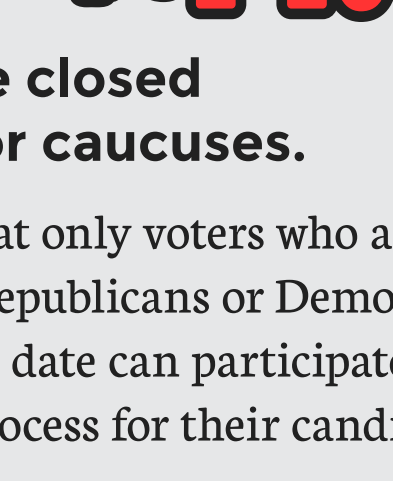 e closed
or caucuses.
at only voters who a
epublicans or Demo
date can participate
ocess for their candi